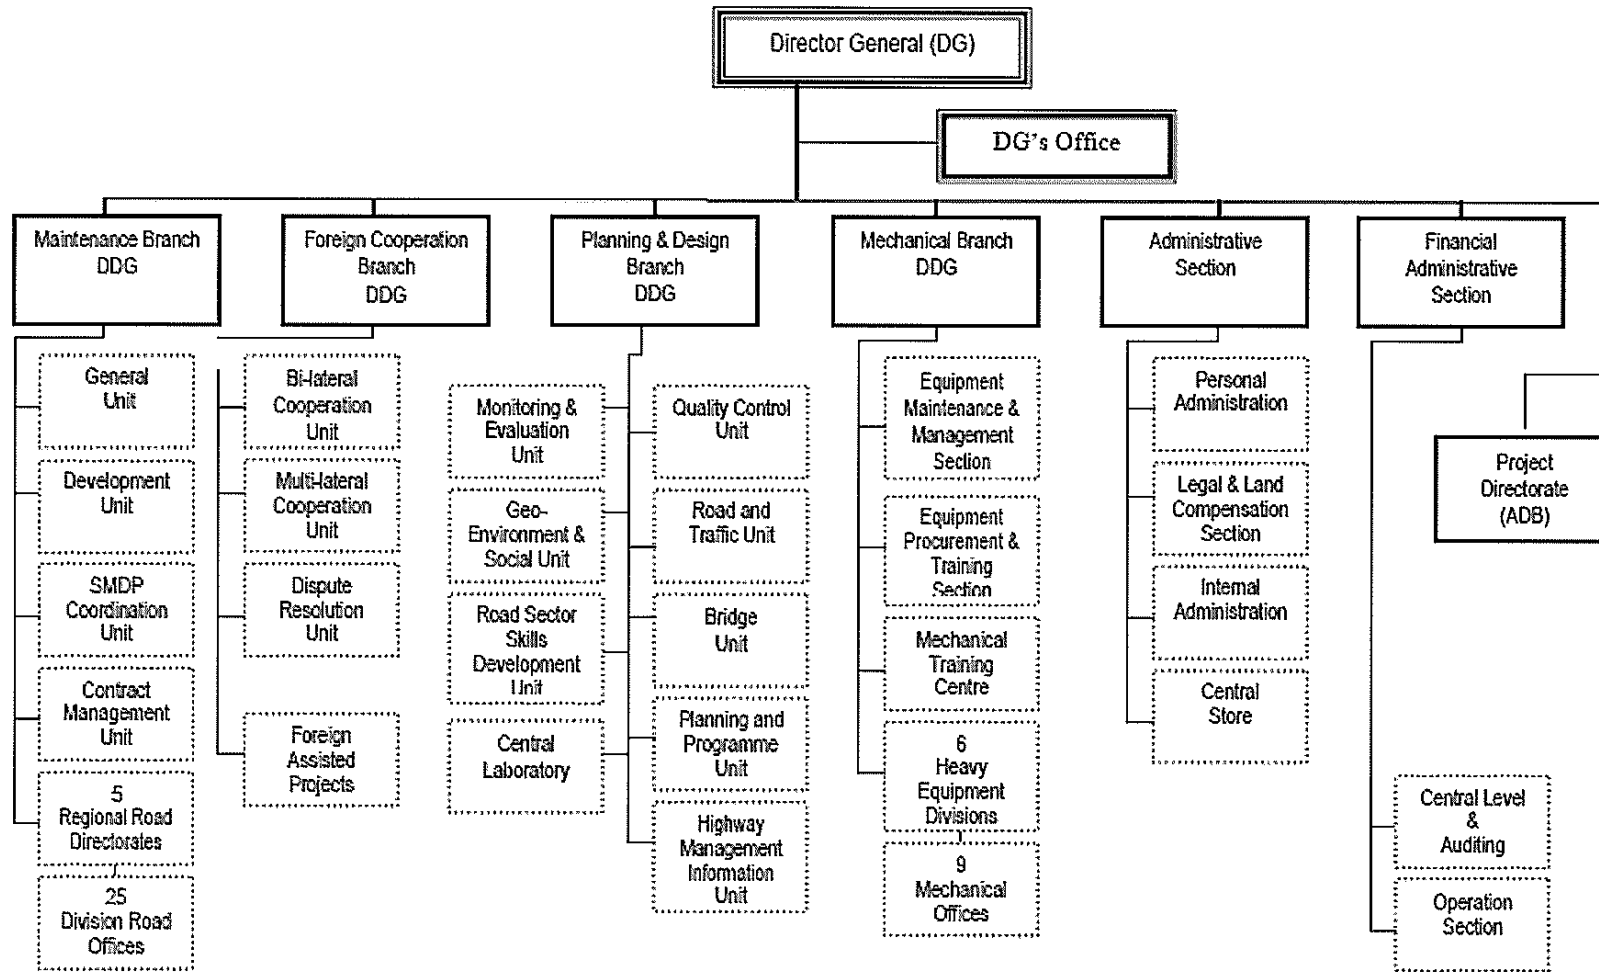 Director General (DG)
DG's Office
Maintenance Branch
DDG
Foreign Cooperation
Branch
DDG
Planning & Design
Branch
DDG
Mechanical Branch
DDG
Administrative
Section
Financial
Administrative
Section
General
Unit
Development
Unit
SMDP
Coordination
Unit
Contract
Management
Unit
5
Regional Road
Directorates
25
Division Road
Offices
Bi-lateral
Cooperation
Unit
Multi-lateral
Cooperation
Unit
Dispute
Resolution
Unit
Foreign
Assisted
Projects
Monitoring &
Evaluation
Unit
Geo-
Environment &
Social Unit
Road Sector
Skills
Development
Unit
Central
Laboratory
Quality Control
Unit
Road and
Traffic Unit
Bridge
Unit
Planning and
Programme
Unit
Highway
Management
Information
Unit
Equipment
Maintenance &
Management
Section
Equipment
Procurement &
Training
Section
Mechanical
Training
Centre
6
Heavy
Equipment
Divisions
9
Mechanical
Offices
Personal
Administration
Legal & Land
Compensation
Section
Internal
Administration
Central
Store
Central Level
&
Auditing
Operation
Section
Project
Directorate
(ADB)